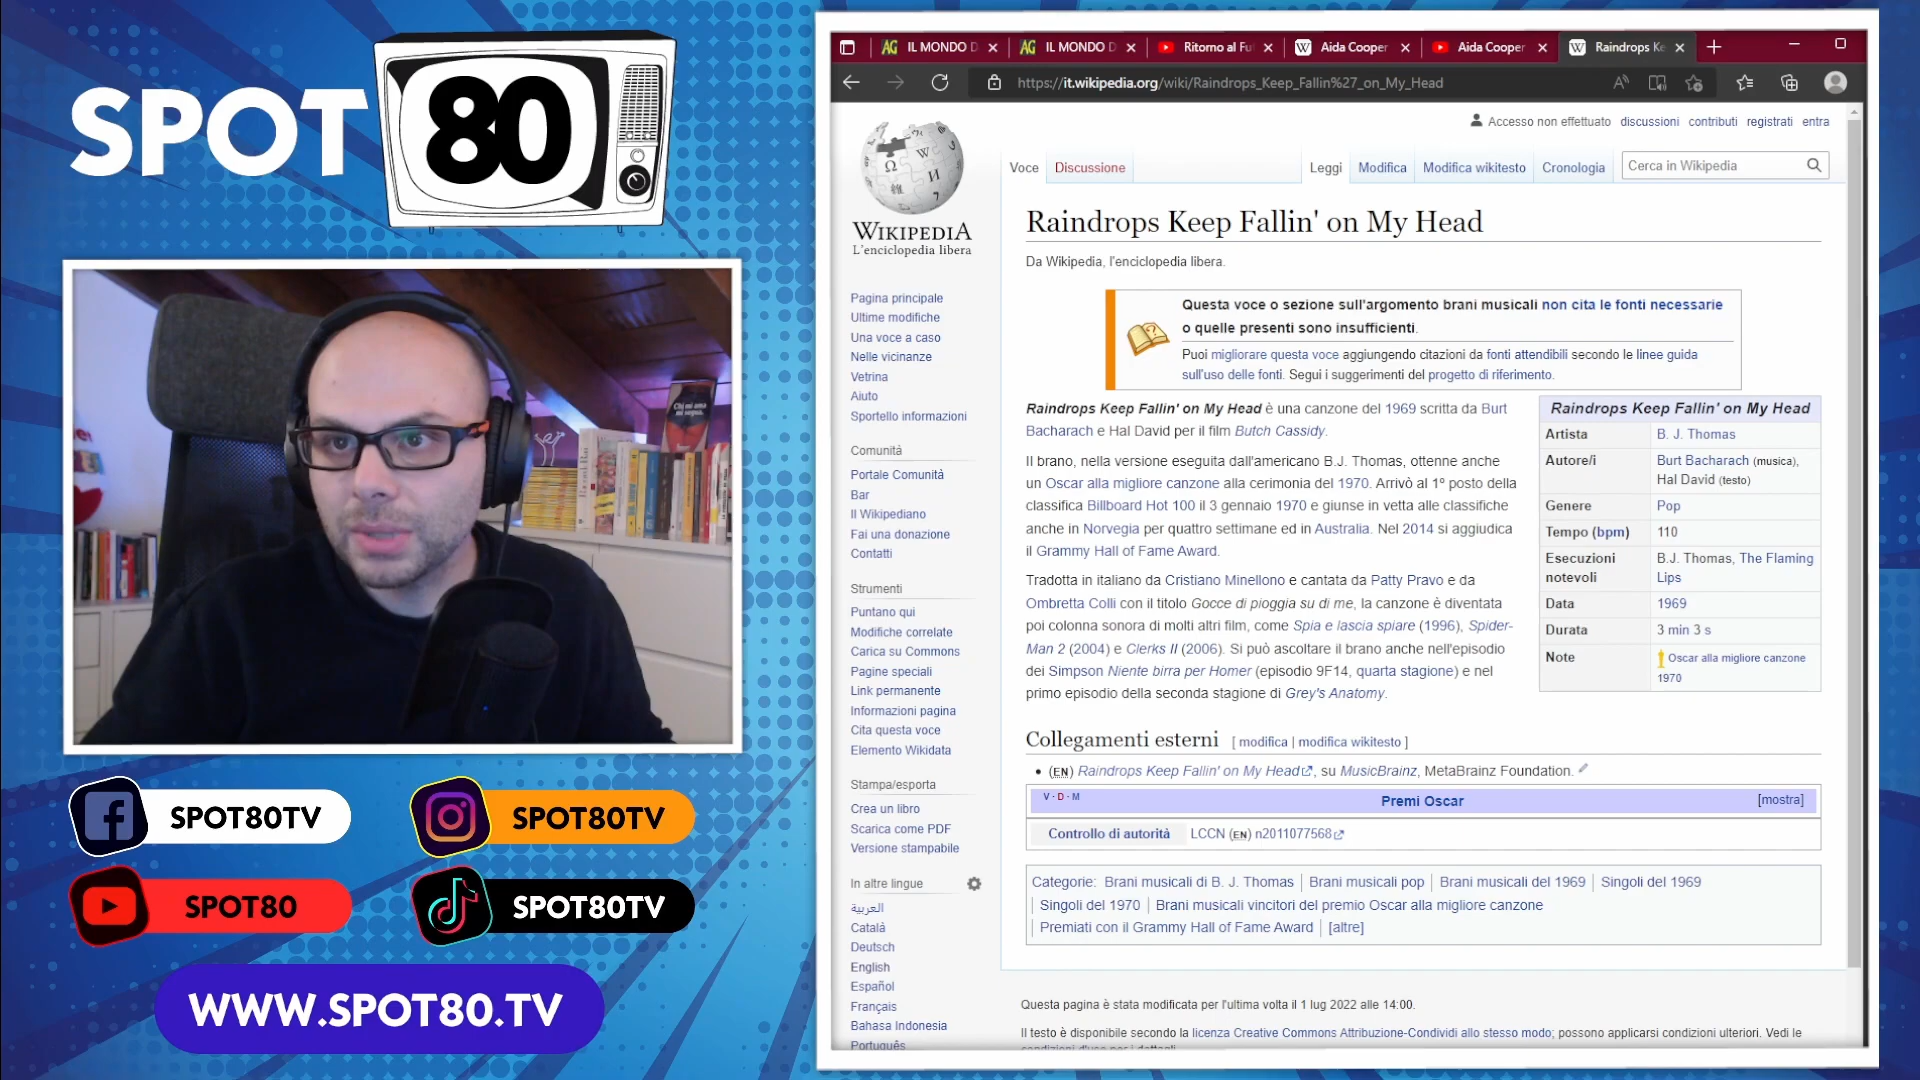 SPOT 80
SPOT80TV
SPOT80TV
SPOT80
SPOT80TV
WWW.SPOT80.TV
AG IL MONDO D
AG IL MONDO D
Ritorno al Fu
W Aida Cooper
Aida Cooper
W Raindrops Ke
https://it.wikipedia.org/wiki/Raindrops_Keep_Fallin%27_on_My_Head
Accesso non effettuato discussioni contributi registrati entra
WIKIPEDIA
L'enciclopedia libera
Pagina principale
Ultime modifiche
Una voce a caso
Nelle vicinanze
Vetrina
Aiuto
Sportello informazioni
Comunità
Portale Comunità
Bar
Il Wikipediano
Fai una donazione
Contatti
Strumenti
Puntano qui
Modifiche correlate
Carica su Commons
Pagine speciali
Link permanente
Informazioni pagina
Cita questa voce
Elemento Wikidata
Stampa/esporta
Crea un libro
Scarica come PDF
Versione stampabile
In altre lingue
العربية
Català
Deutsch
English
Español
Français
Bahasa Indonesia
Português
Voce Discussione Leggi Modifica Modifica wikitesto Cronologia Cerca in Wikipedia
Raindrops Keep Fallin' on My Head
Da Wikipedia, l'enciclopedia libera.
Questa voce o sezione sull'argomento brani musicali non cita le fonti necessarie
o quelle presenti sono insufficienti.
Puoi migliorare questa voce aggiungendo citazioni da fonti attendibili secondo le linee guida
sull'uso delle fonti. Segui i suggerimenti del progetto di riferimento.
Raindrops Keep Fallin' on My Head è una canzone del 1969 scritta da Burt
Bacharach e Hal David per il film Butch Cassidy.
Il brano, nella versione eseguita dall'americano B.J. Thomas, ottenne anche
un Oscar alla migliore canzone alla cerimonia del 1970. Arrivò al 1º posto della
classifica Billboard Hot 100 il 3 gennaio 1970 e giunse in vetta alle classifiche
anche in Norvegia per quattro settimane ed in Australia. Nel 2014 si aggiudica
il Grammy Hall of Fame Award.
Tradotta in italiano da Cristiano Minellono e cantata da Patty Pravo e da
Ombretta Colli con il titolo Gocce di pioggia su di me, la canzone è diventata
poi colonna sonora di molti altri film, come Spia e lascia spiare (1996), Spider-
Man 2 (2004) e Clerks II (2006). Si può ascoltare il brano anche nell'episodio
dei Simpson Niente birra per Homer (episodio 9F14, quarta stagione) e nel
primo episodio della seconda stagione di Grey's Anatomy.
Raindrops Keep Fallin' on My Head
Artista B. J. Thomas
Autore/i Burt Bacharach (musica),
Hal David (testo)
Genere Pop
Tempo (bpm) 110
Esecuzioni B.J. Thomas, The Flaming
notevoli Lips
Data 1969
Durata 3 min 3 s
Note Oscar alla migliore canzone
1970
Collegamenti esterni [ modifica | modifica wikitesto ]
(EN) Raindrops Keep Fallin' on My Head, su MusicBrainz, MetaBrainz Foundation.
V · D · M Premi Oscar [mostra]
Controllo di autorità LCCN (EN) n2011077568
Categorie: Brani musicali di B. J. Thomas | Brani musicali pop | Brani musicali del 1969 | Singoli del 1969
| Singoli del 1970 | Brani musicali vincitori del premio Oscar alla migliore canzone
| Premiati con il Grammy Hall of Fame Award | [altre]
Questa pagina è stata modificata per l'ultima volta il 1 lug 2022 alle 14:00.
Il testo è disponibile secondo la licenza Creative Commons Attribuzione-Condividi allo stesso modo; possono applicarsi condizioni ulteriori. Vedi le
condizioni d'uso per i dettagli.